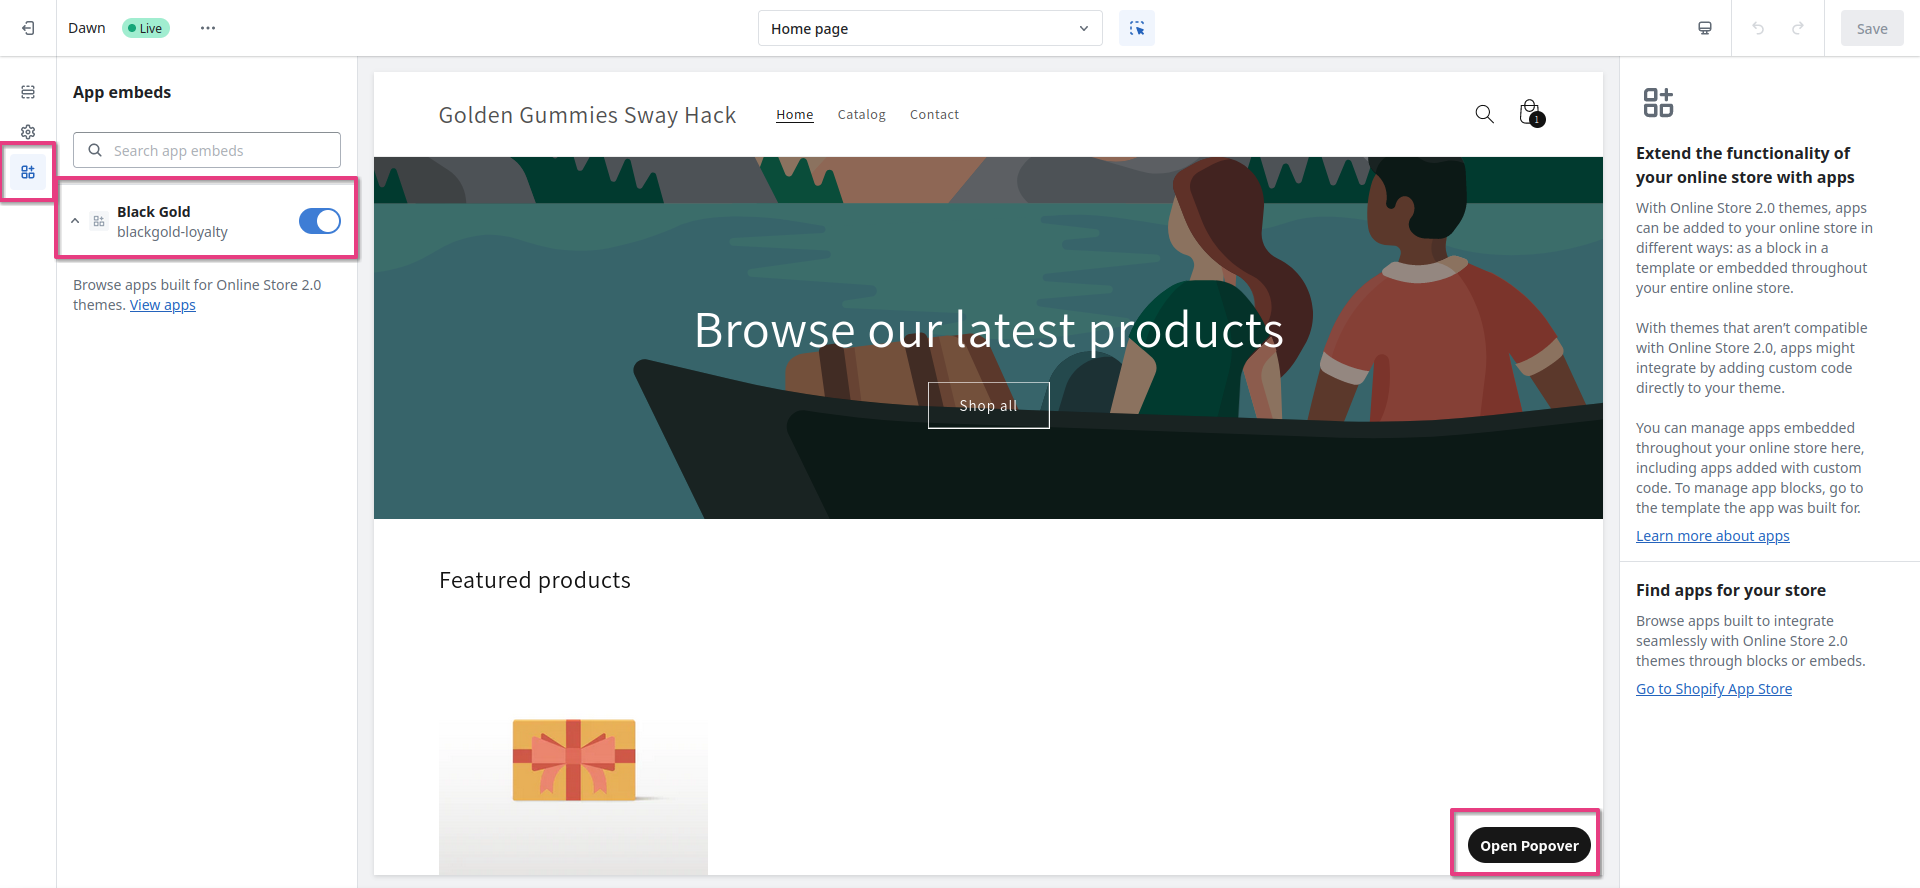 Dawn
Live
Home page
Save
App embeds
Search app embeds
Black Gold
blackgold-loyalty
Browse apps built for Online Store 2.0
themes. View apps
Golden Gummies Sway Hack
Home
Catalog
Contact
1
Browse our latest products
Shop all
Featured products
Open Popover
Extend the functionality of
your online store with apps
With Online Store 2.0 themes, apps
can be added to your online store in
different ways: as a block in a
template or embedded throughout
your entire online store.
With themes that aren’t compatible
with Online Store 2.0, apps might
integrate by adding custom code
directly to your theme.
You can manage apps embedded
throughout your online store here,
including apps added with custom
code. To manage app blocks, go to
the template the app was built for.
Learn more about apps
Find apps for your store
Browse apps built to integrate
seamlessly with Online Store 2.0
themes through blocks or embeds.
Go to Shopify App Store